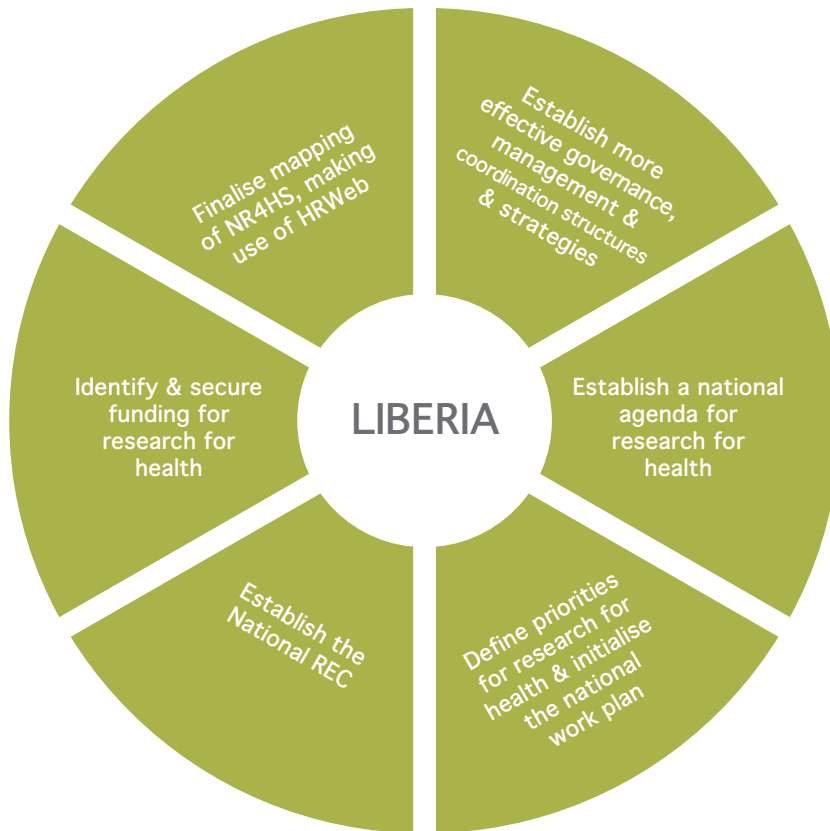 Establish more
effective governance,
management &
coordination structures
& strategies
Establish a national
agenda for
research for
health
Define priorities
for research for
health & initialise
the national
work plan
Establish the
National REC
Identify & secure
funding for
research for
health
Finalise mapping
of NR4HS, making
use of HRWeb
LIBERIA